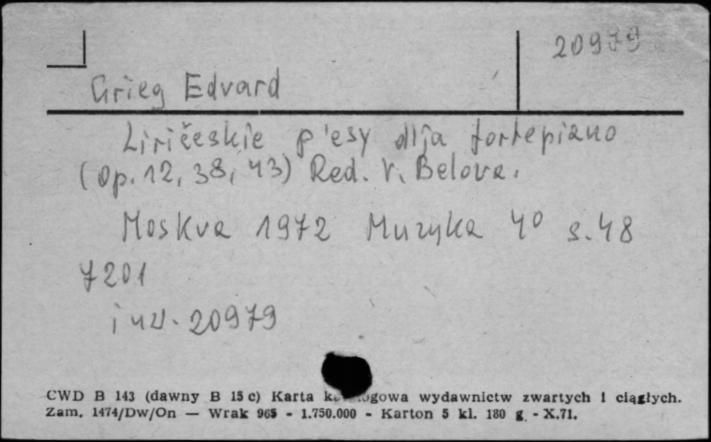 20979
Grieg Edvard
Liričeskie p'esy dlja fortepiano
(op. 12, 38, 43) Red. V. Belova.
Moskva 1972 Muzyka 4° s. 48
7201
inw. 20979
CWD B 143 (dawny B 15 c) Karta wydawnictw zwartych i ciągłych.
Zam. 1474/Dw/On — Wrak 965 - 1.750.000 - Karton 5 kl. 180 g - X.71.